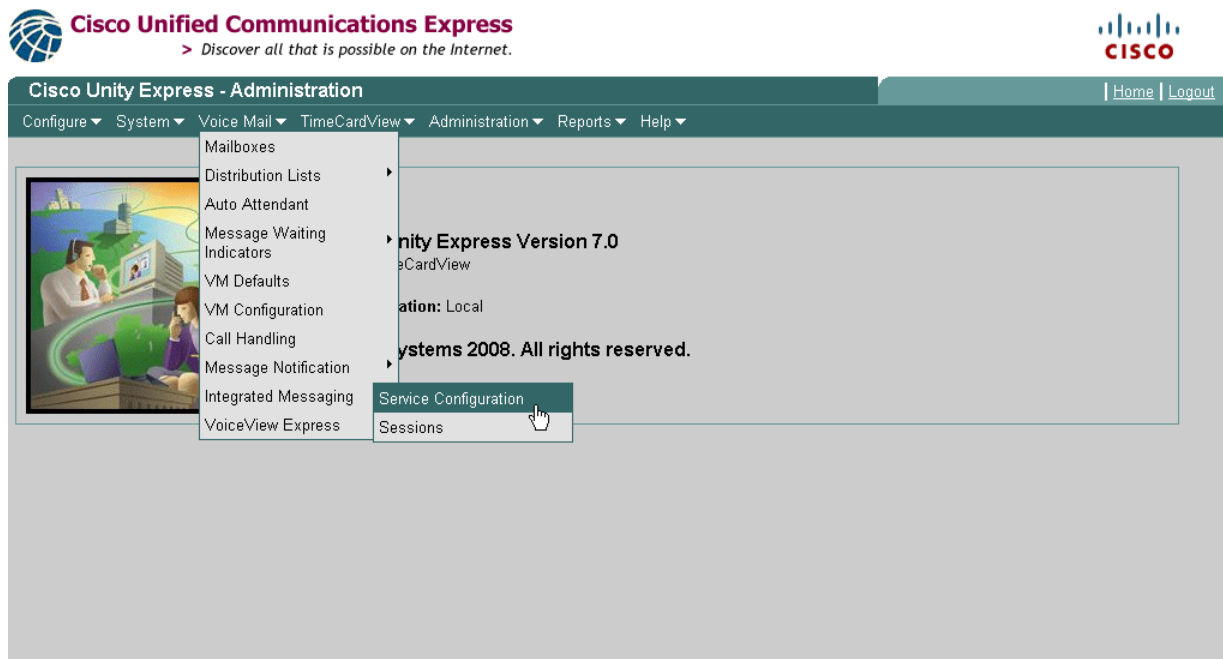 Cisco Unified Communications Express
> Discover all that is possible on the Internet.
CISCO
Cisco Unity Express - Administration
Home | Logout
Configure System Voice Mail TimeCardView Administration Reports Help
Mailboxes
Distribution Lists
Auto Attendant
Message Waiting
Indicators
VM Defaults
VM Configuration
Call Handling
Message Notification
Integrated Messaging
VoiceView Express
Service Configuration
Sessions
nity Express Version 7.0
eCardView
ation: Local
ystems 2008. All rights reserved.